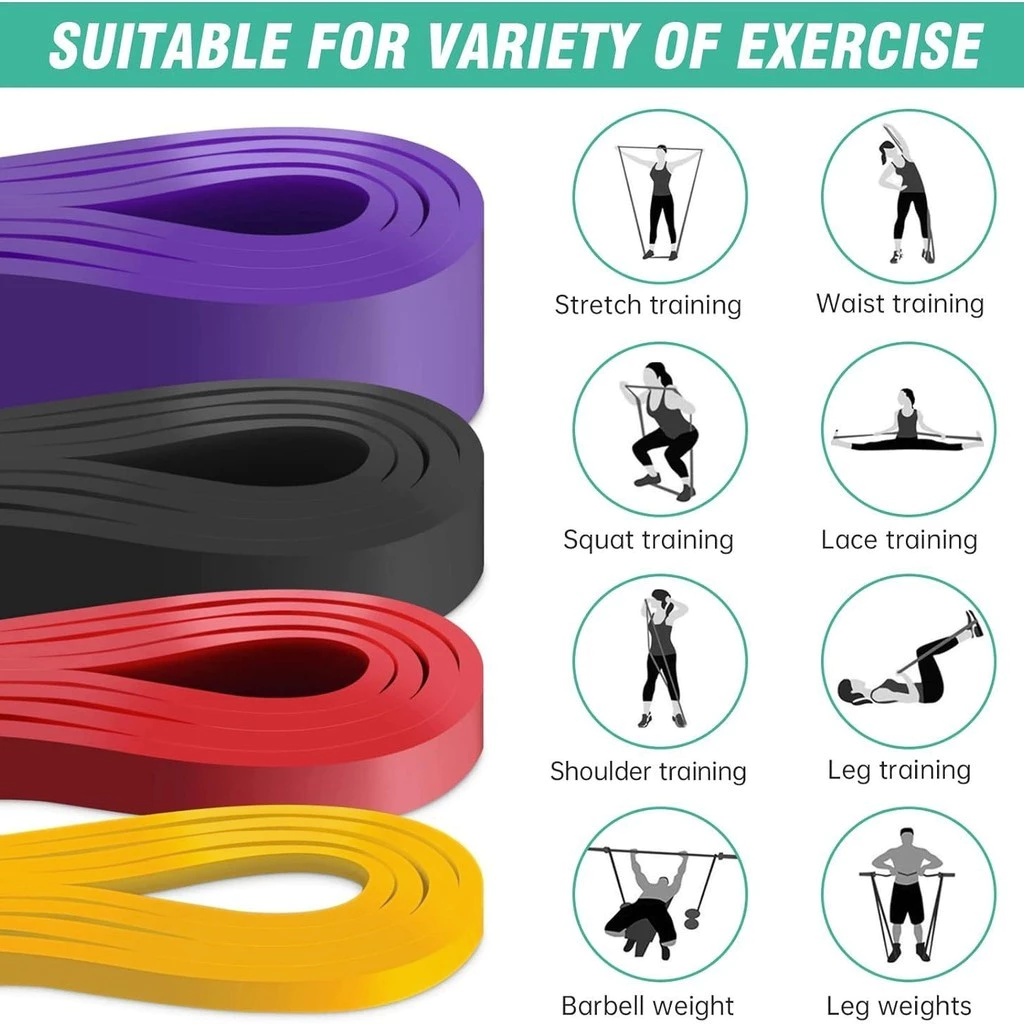 SUITABLE FOR VARIETY OF EXERCISE
Stretch training
Waist training
Squat training
Lace training
Shoulder training
Leg training
Barbell weight
Leg weights